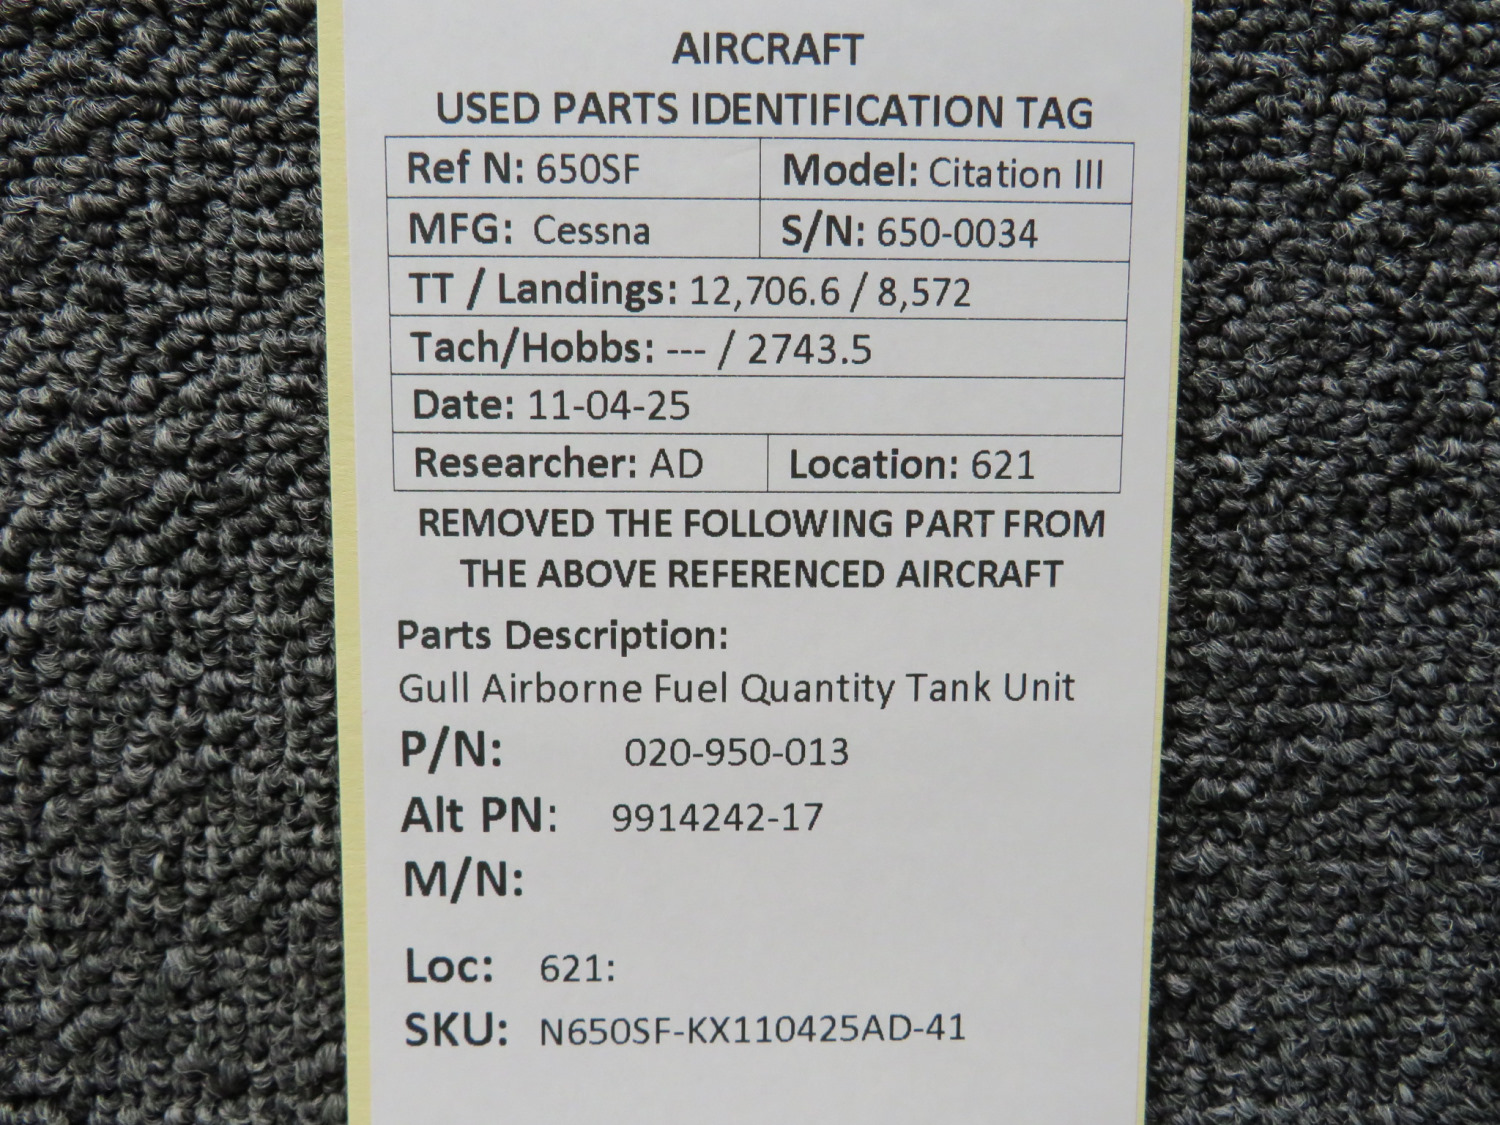 AIRCRAFT
USED PARTS IDENTIFICATION TAG
Ref N: 650SF Model: Citation III
MFG: Cessna S/N: 650-0034
TT / Landings: 12,706.6 / 8,572
Tach/Hobbs: --- / 2743.5
Date: 11-04-25
Researcher: AD Location: 621
REMOVED THE FOLLOWING PART FROM
THE ABOVE REFERENCED AIRCRAFT
Parts Description:
Gull Airborne Fuel Quantity Tank Unit
P/N: 020-950-013
Alt PN: 9914242-17
M/N:
Loc: 621:
SKU: N650SF-KX110425AD-41